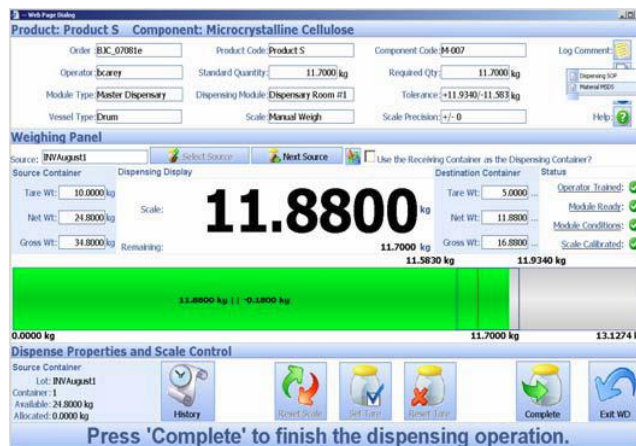 -- Web Page Dialog
Product: Product S Component: Microcrystalline Cellulose
Order BJC_07081e Product Code: Product S Component Code: M-007 Log Comment:
Operator: bcarey Standard Quantity: 11.7000 kg Required Qty: 11.7000 kg
Dispensing SOP
Material MSDS
Module Type: Master Dispensary Dispensing Module: Dispensary Room #1 Tolerance: +11.9340/-11.583 kg
Vessel Type: Drum Scale: Manual Weigh Scale Precision: +/- 0 Help:
Weighing Panel
Source: INVAugust1 Select Source Next Source Use the Receiving Container as the Dispensing Container?
Source Container Dispensing Display Destination Container Status
Tare Wt: 10.0000 kg Tare Wt: 5.0000 ... Operator Trained:
Net Wt: 24.8000 kg Scale: 11.8800 kg Net Wt: 11.8800 ... Module Ready:
Module Conditions:
Gross Wt: 34.8000 kg Remaining: 11.7000 kg Gross Wt: 16.8800 ... Scale Calibrated:
11.5830 kg 11.9340 kg
11.8800 kg || -0.1800 kg
0.0000 kg 11.7000 kg 13.1274 k
Dispense Properties and Scale Control
Source Container
Lot: INVAugust1
Container: 1
Available: 24.8000 kg
Allocated: 0.0000 kg
History Reset Scale Set Tare Reset Tare Complete Exit WD
Press 'Complete' to finish the dispensing operation.